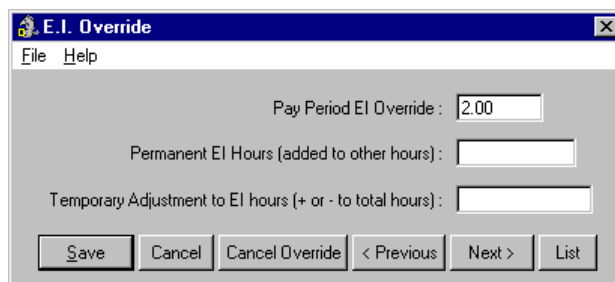 E.I. Override
File Help
Pay Period EI Override : 2.00
Permanent EI Hours (added to other hours) :
Temporary Adjustment to EI hours (+ or - to total hours) :
Save Cancel Cancel Override < Previous Next > List